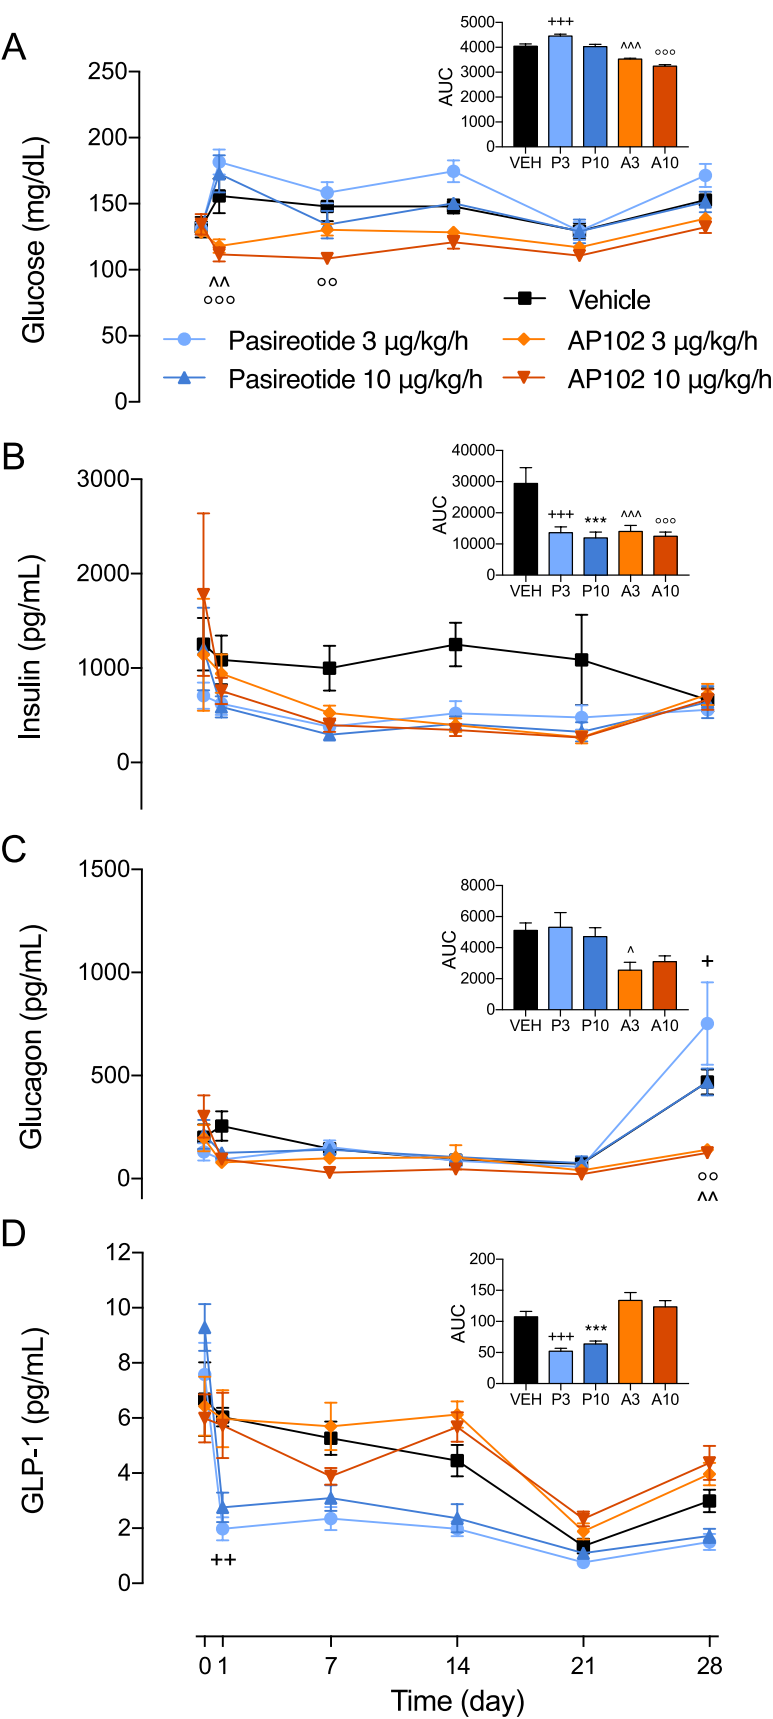 A
250
200
150
100
50
0
Glucose (mg/dL)
^^
°°°
°°
5000
4000
3000
2000
1000
0
AUC
+++
^^^
°°°
VEH P3 P10 A3 A10
Vehicle
Pasireotide 3 µg/kg/h
AP102 3 µg/kg/h
Pasireotide 10 µg/kg/h
AP102 10 µg/kg/h
B
3000
2000
1000
0
Insulin (pg/mL)
40000
30000
20000
10000
0
AUC
+++ *** ^^^ °°°
VEH P3 P10 A3 A10
C
1500
1000
500
0
Glucagon (pg/mL)
8000
6000
4000
2000
0
AUC
^
VEH P3 P10 A3 A10
+
°°
^^
D
12
10
8
6
4
2
0
GLP-1 (pg/mL)
++
200
150
100
50
0
AUC
+++ ***
VEH P3 P10 A3 A10
0 1 7 14 21 28
Time (day)